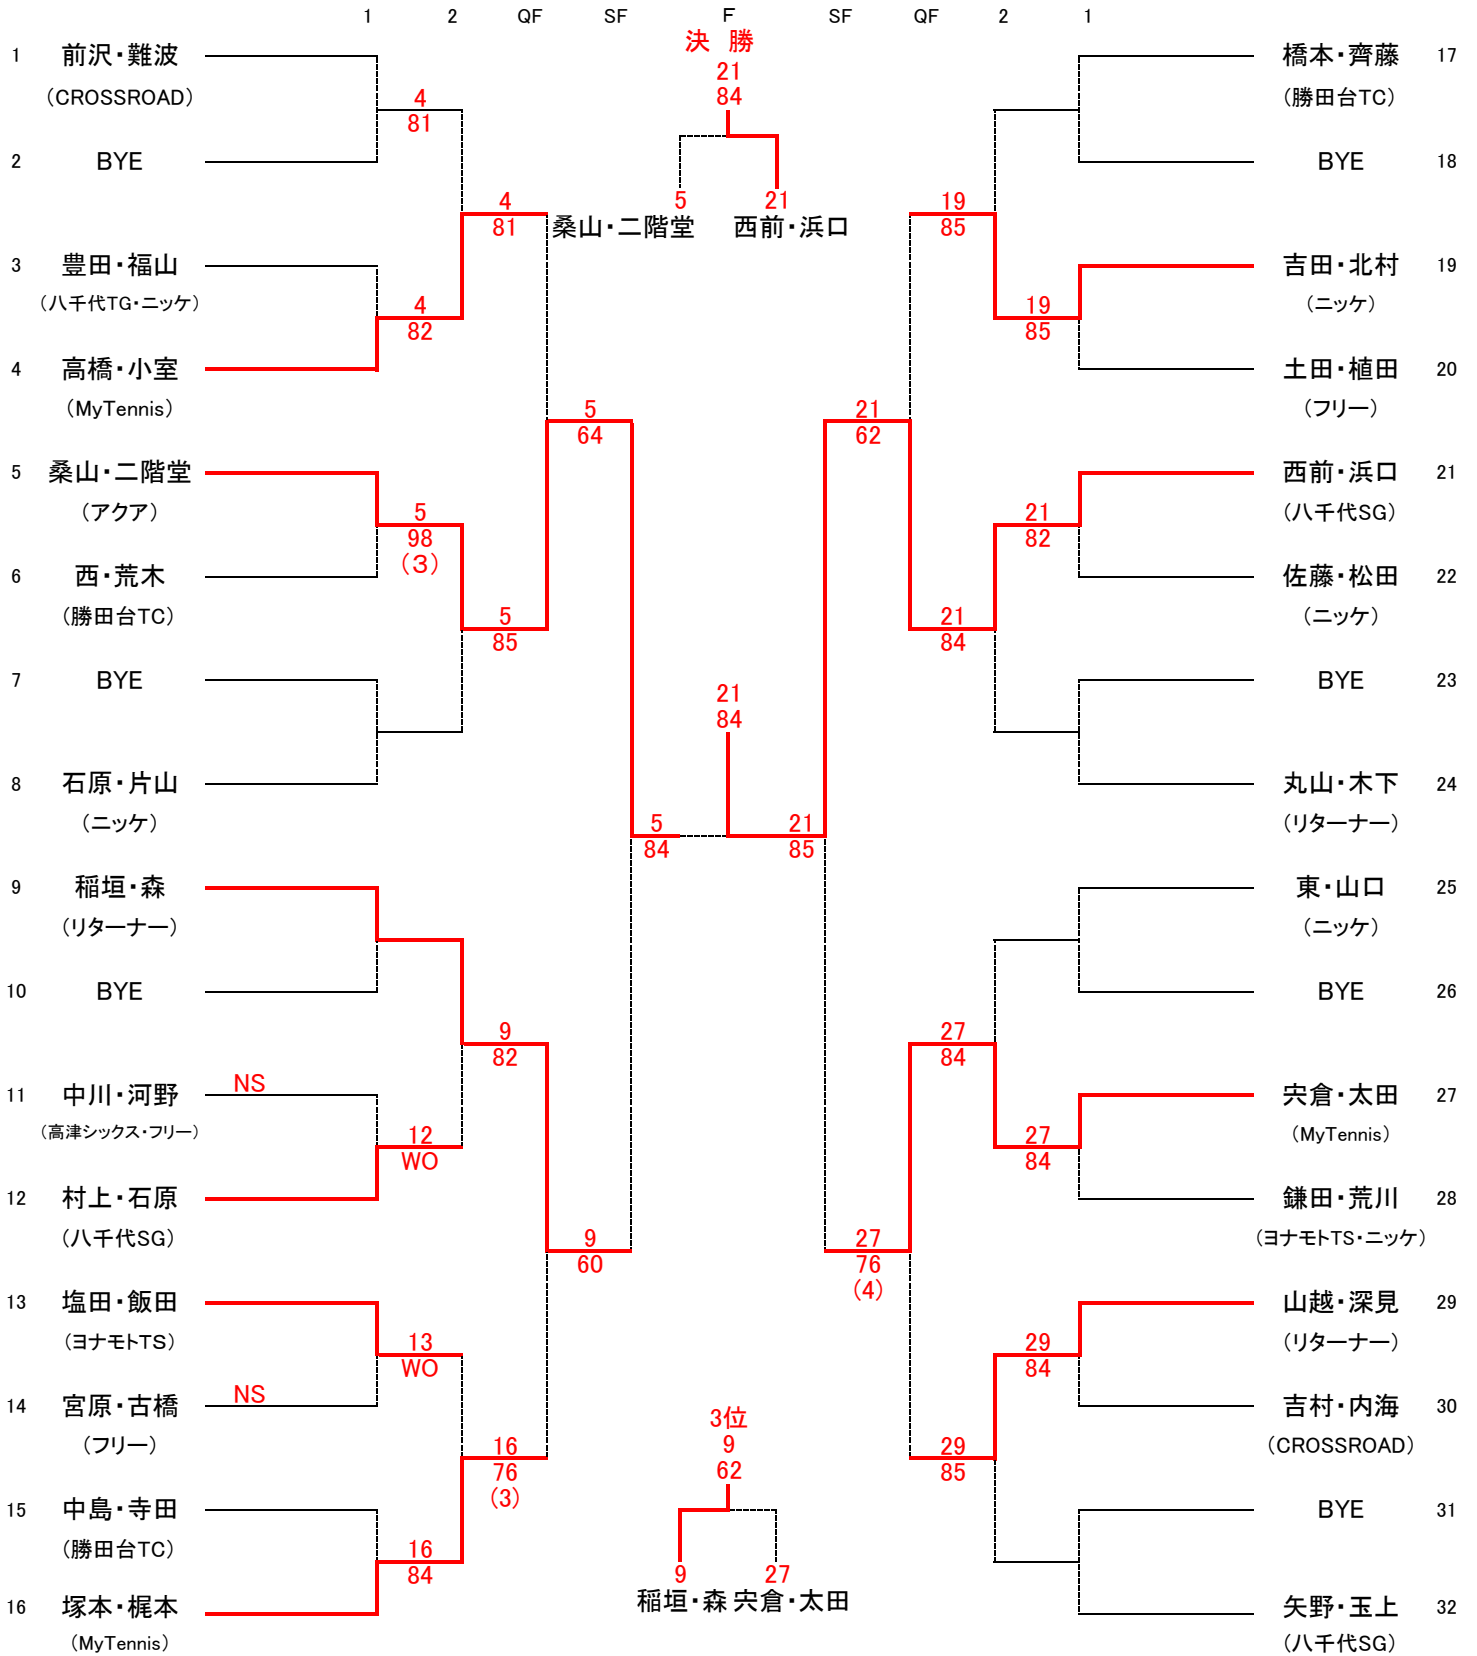 1 2 QF SF F SF QF 2 1
決 勝
21
84
5 21
桑山・二階堂 西前・浜口
1 前沢・難波
(CROSSROAD)
4
81
2 BYE
4
81
3 豊田・福山
(八千代TG・ニッケ)
4
82
4 高橋・小室
(MyTennis)
5
64
5 桑山・二階堂
(アクア)
5
98
(3)
6 西・荒木
(勝田台TC)
5
85
7 BYE
8 石原・片山
(ニッケ)
5
84
9 稲垣・森
(リターナー)
10 BYE
9
82
11 中川・河野 NS
(高津シックス・フリー)
12
WO
12 村上・石原
(八千代SG)
9
60
13 塩田・飯田
(ヨナモトTS)
13
WO
14 宮原・古橋 NS
(フリー)
16
76
(3)
15 中島・寺田
(勝田台TC)
16
84
16 塚本・梶本
(MyTennis)
21
84
橋本・齊藤 17
(勝田台TC)
BYE 18
19
85
吉田・北村 19
(ニッケ)
19
85
土田・植田 20
(フリー)
21
62
西前・浜口 21
(八千代SG)
21
82
佐藤・松田 22
(ニッケ)
21
84
BYE 23
丸山・木下 24
(リターナー)
21
85
東・山口 25
(ニッケ)
BYE 26
27
84
宍倉・太田 27
(MyTennis)
27
84
鎌田・荒川 28
(ヨナモトTS・ニッケ)
27
76
(4)
山越・深見 29
(リターナー)
29
84
吉村・内海 30
(CROSSROAD)
29
85
BYE 31
矢野・玉上 32
(八千代SG)
3位
9
62
9 27
稲垣・森 宍倉・太田